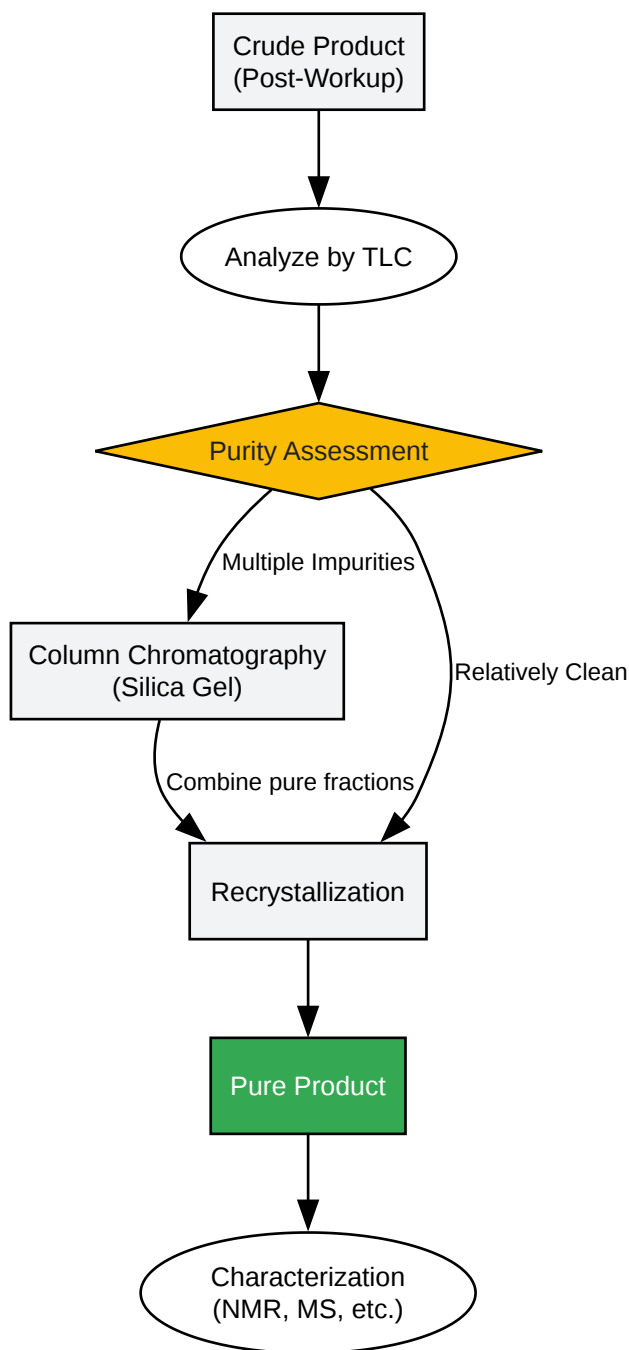 Crude Product
(Post-Workup)
Analyze by TLC
Purity Assessment
Multiple Impurities
Column Chromatography
(Silica Gel)
Relatively Clean
Combine pure fractions
Recrystallization
Pure Product
Characterization
(NMR, MS, etc.)